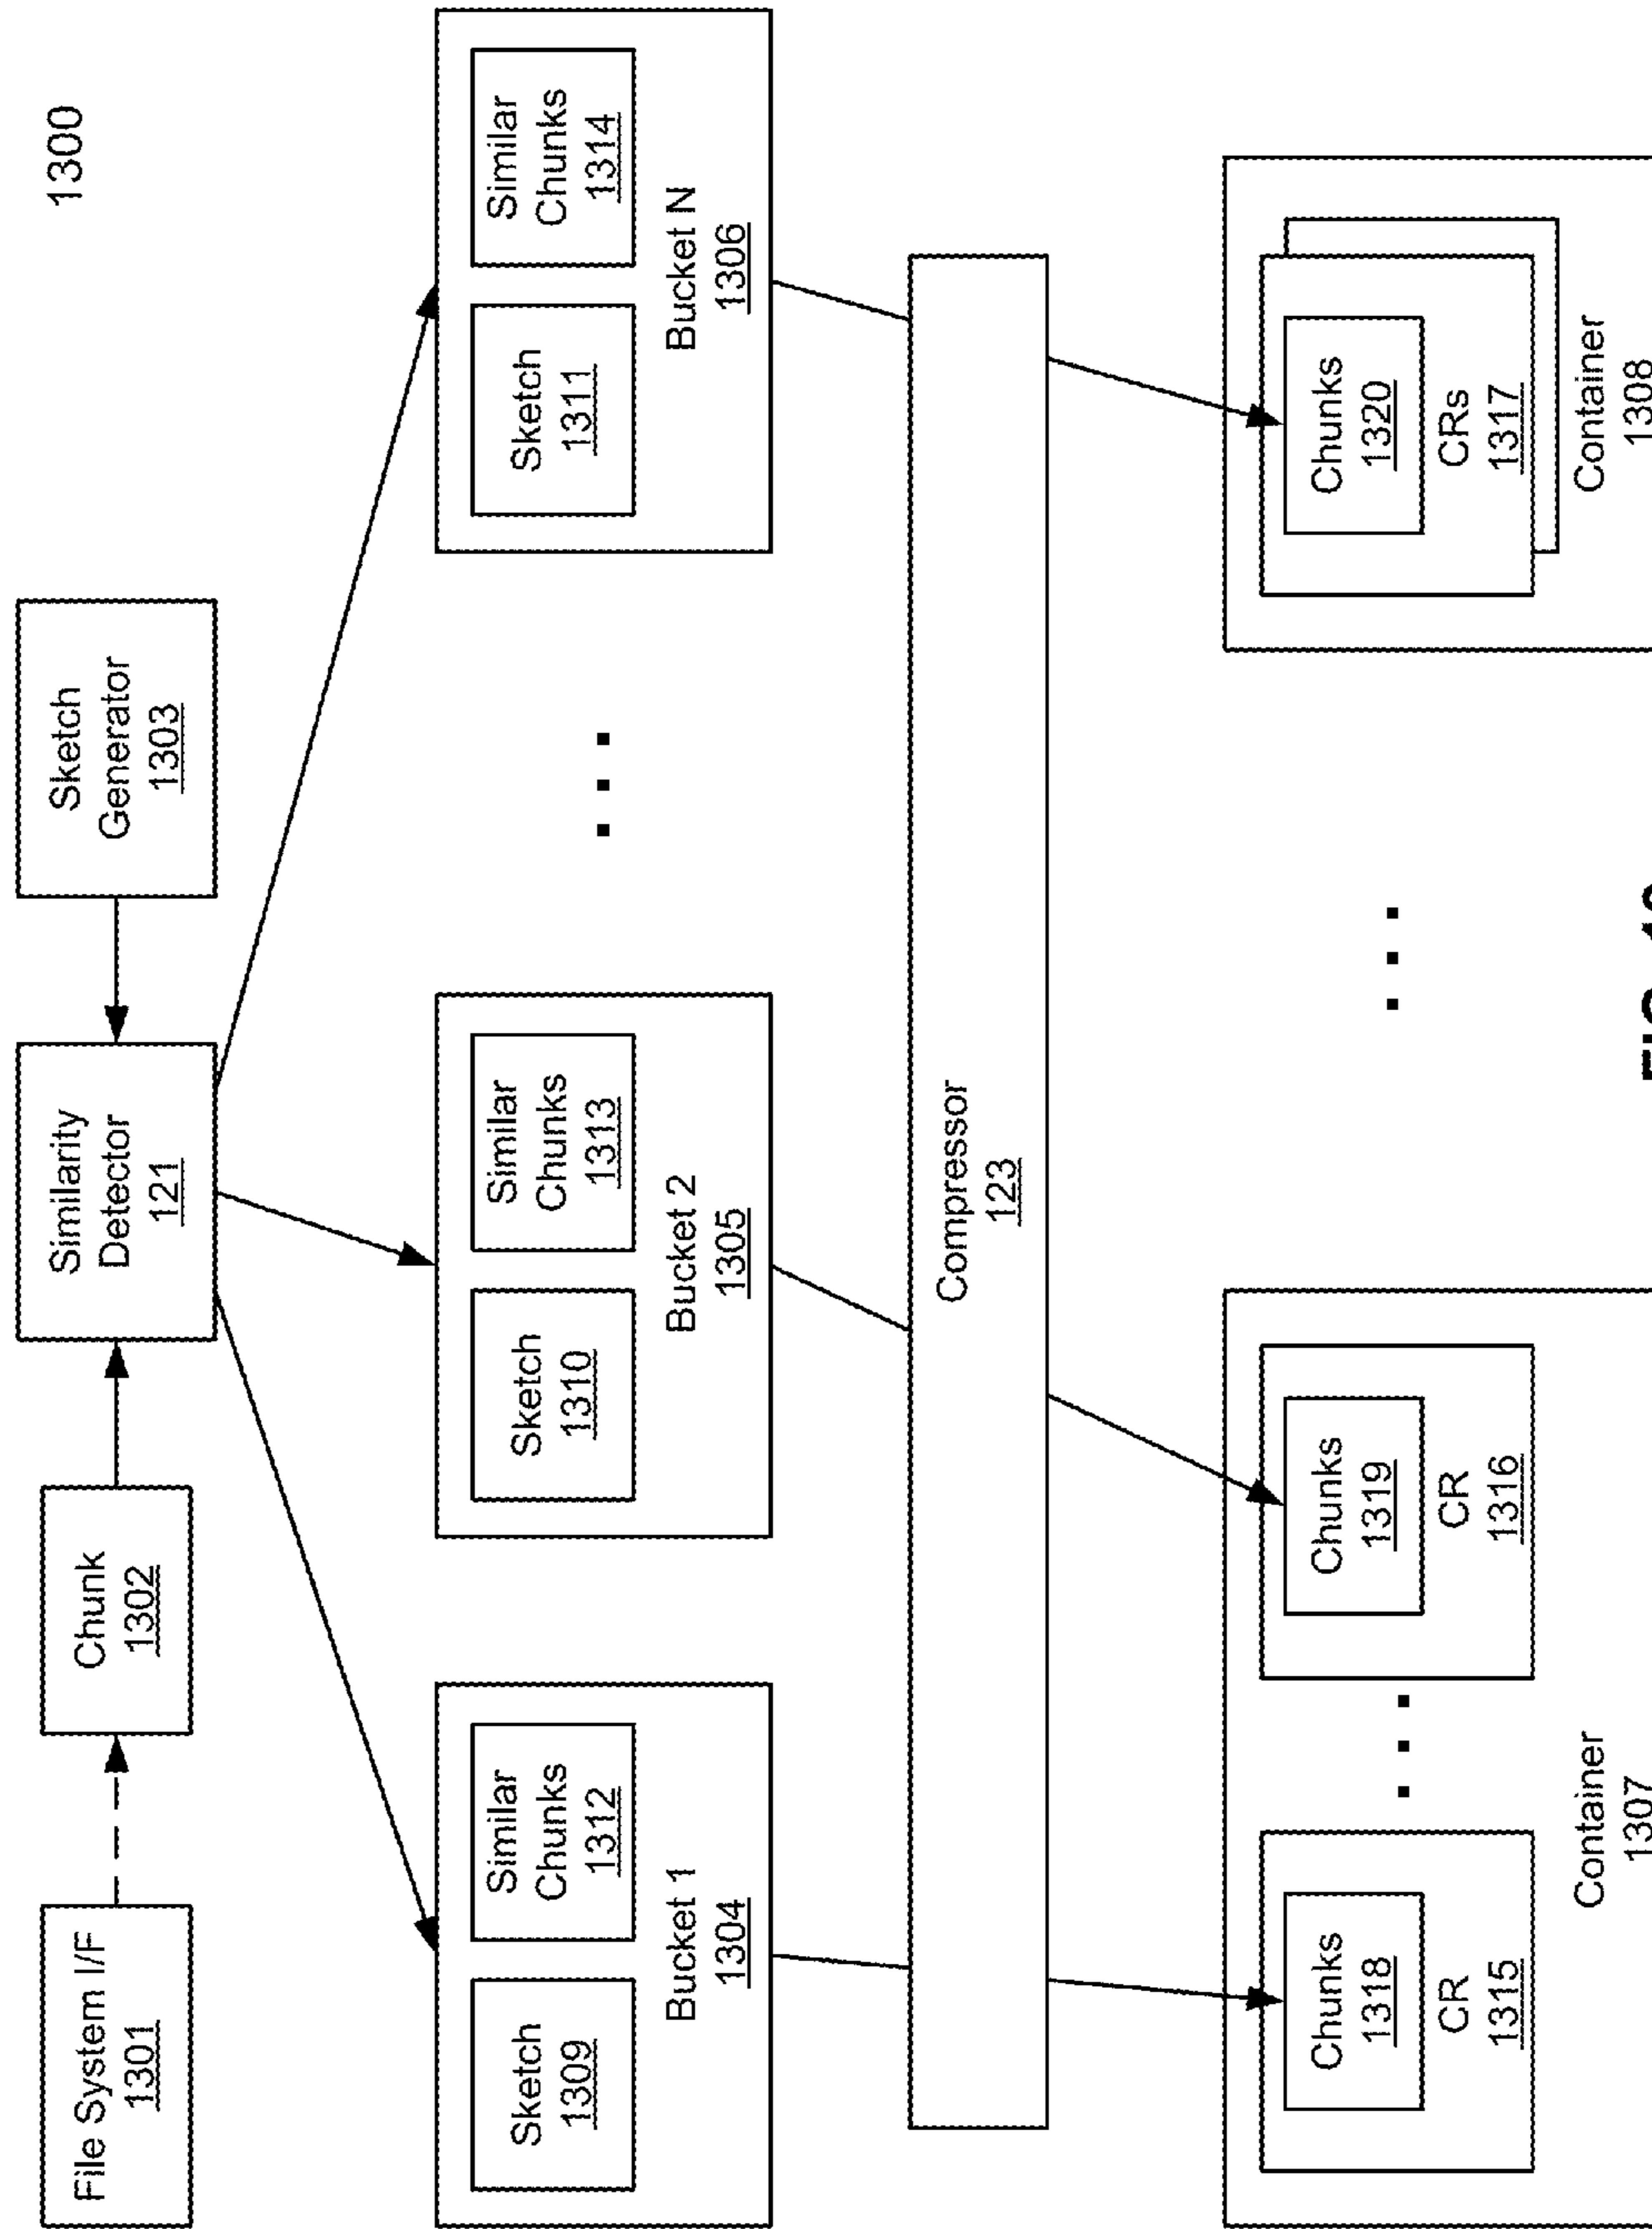 1300
File System I/F
1301
Chunk
1302
Similarity
Detector
121
Sketch
Generator
1303
Sketch
1309
Similar
Chunks
1312
Bucket 1
1304
Sketch
1310
Similar
Chunks
1313
Bucket 2
1305
. . .
Sketch
1311
Similar
Chunks
1314
Bucket N
1306
Compressor
123
Chunks
1318
CR
1315
. . .
Chunks
1319
CR
1316
Container
1307
. . .
Chunks
1320
CRs
1317
Container
1308
FIG.